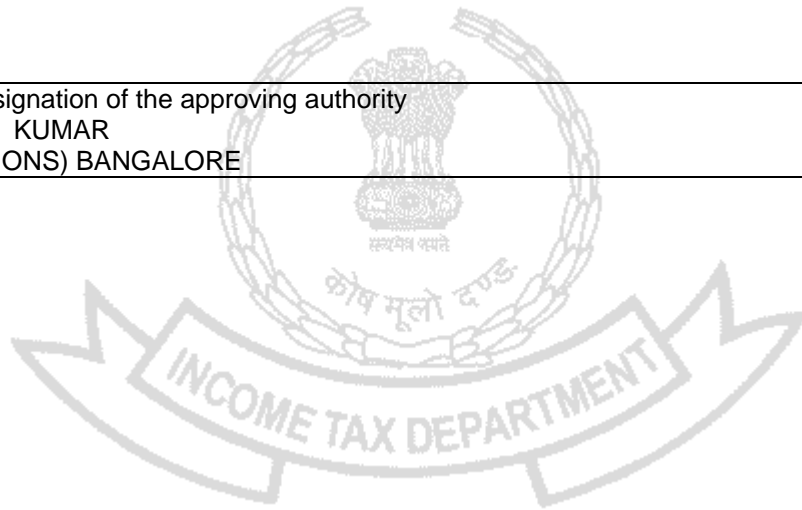 signation of the approving authority
KUMAR
ONS) BANGALORE
सत्यमेव जयते
कोष मूलो दण्डः
INCOME TAX DEPARTMENT